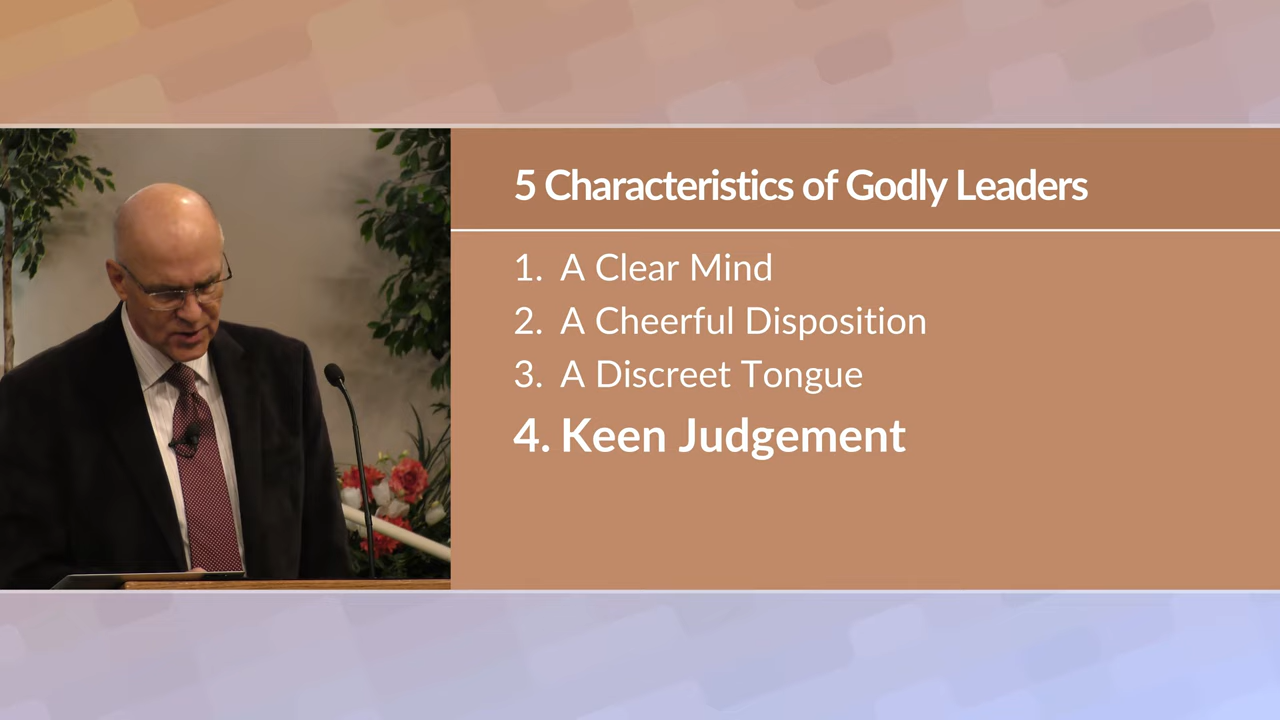 5 Characteristics of Godly Leaders
1. A Clear Mind
2. A Cheerful Disposition
3. A Discreet Tongue
4. Keen Judgement